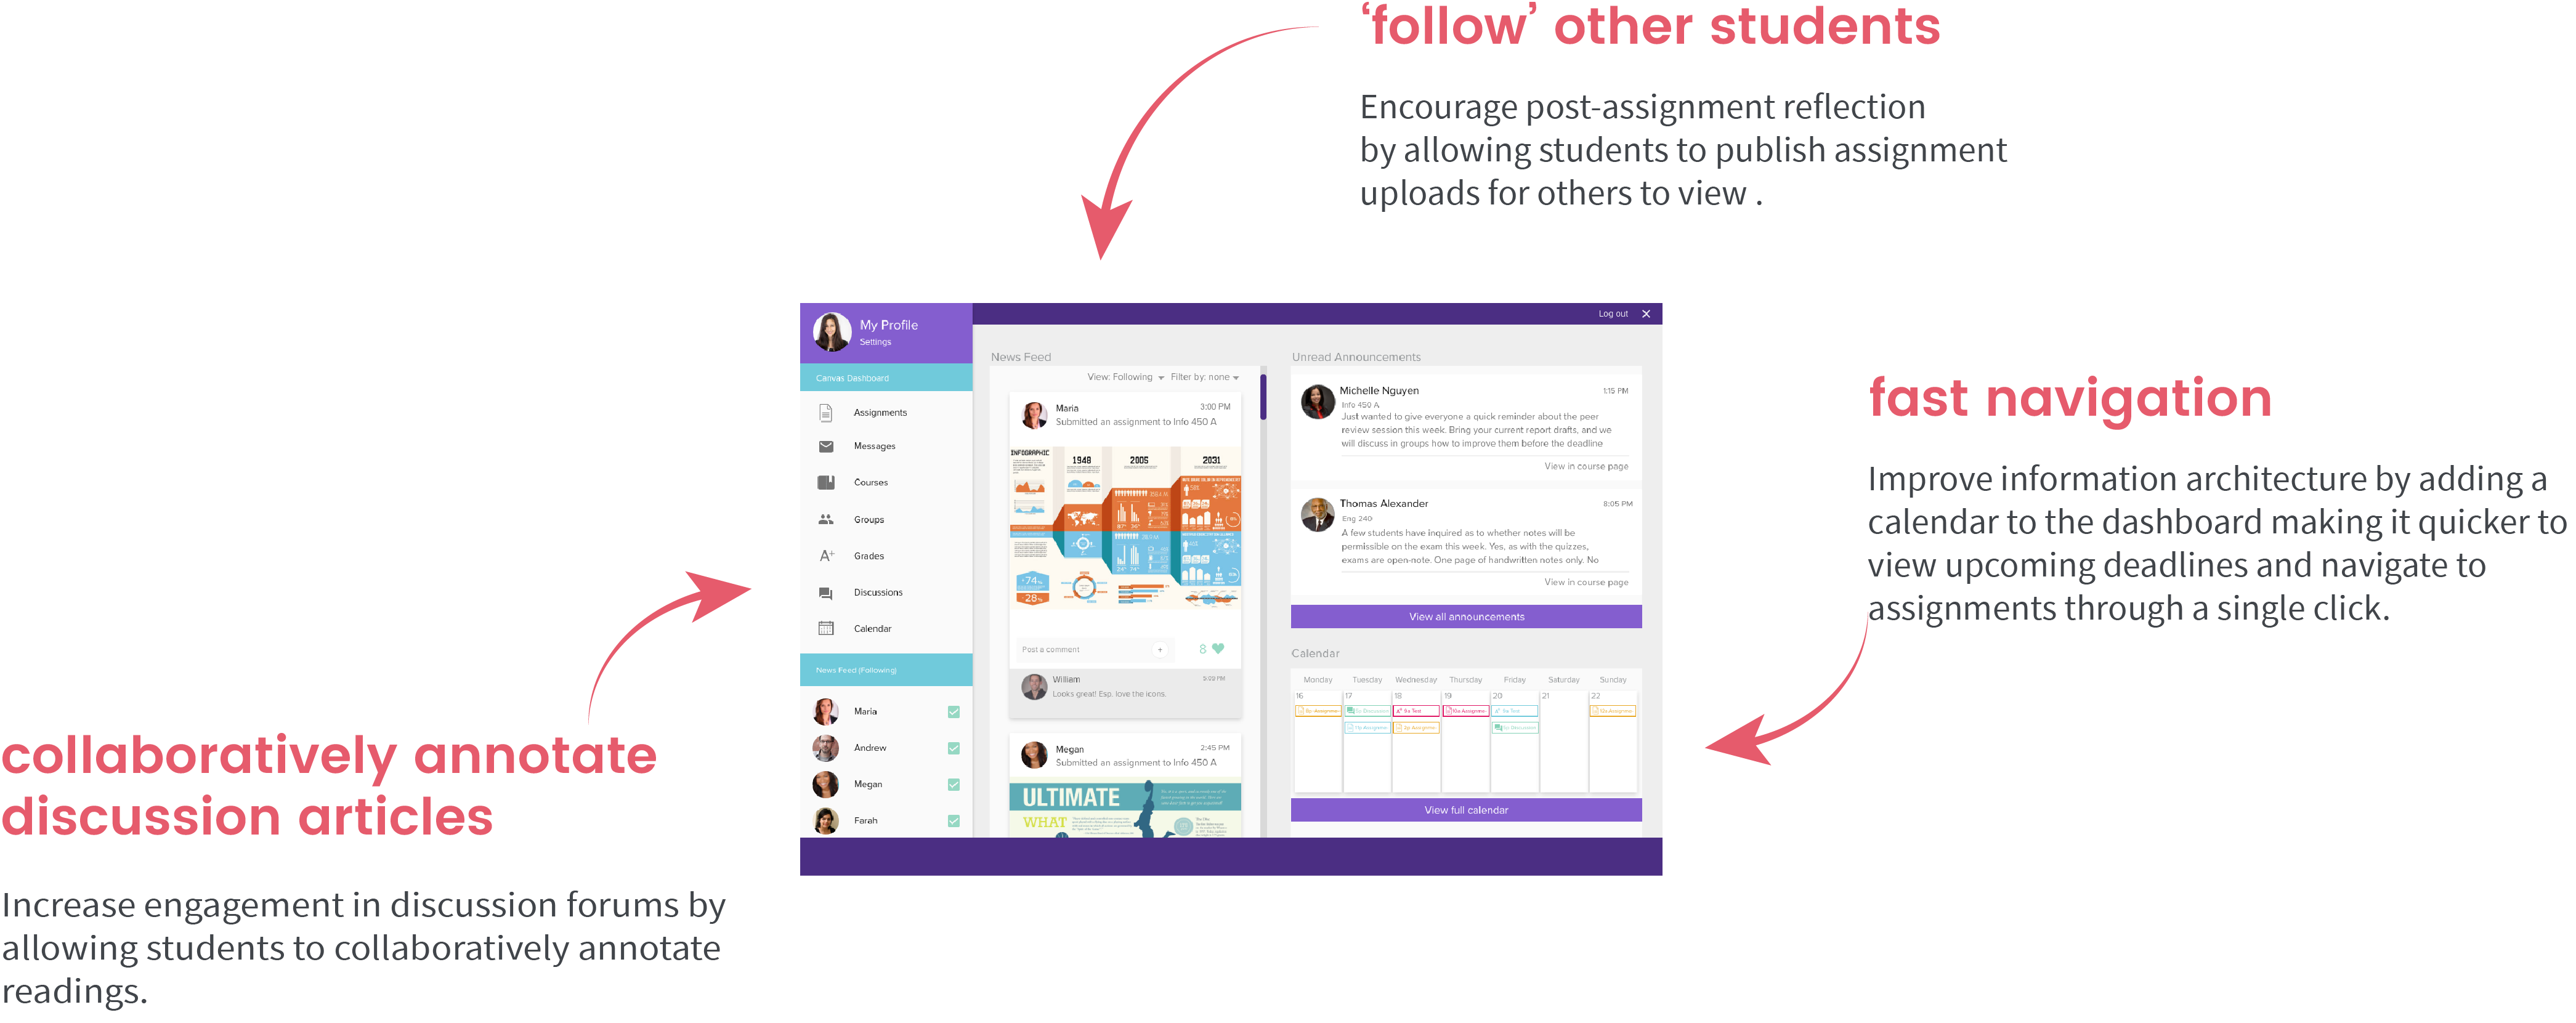 ‘follow’ other students
Encourage post-assignment reflection
by allowing students to publish assignment
uploads for others to view .
fast navigation
Improve information architecture by adding a
calendar to the dashboard making it quicker to
view upcoming deadlines and navigate to
assignments through a single click.
collaboratively annotate
discussion articles
Increase engagement in discussion forums by
allowing students to collaboratively annotate
readings.
My Profile
Settings
Canvas Dashboard
Assignments
Messages
Courses
Groups
A+ Grades
Discussions
Calendar
News Feed (Following)
Maria
Andrew
Megan
Farah
Log out
News Feed
View: Following Filter by: none
Maria 3:00 PM
Submitted an assignment to Info 450 A
INFOGRAPHIC
1948 2005 2031
74%
28%
Post a comment + 8
William 5:00 PM
Looks great! Esp. love the icons.
Megan 2:45 PM
Submitted an assignment to Info 450 A
ULTIMATE
WHAT
Unread Announcements
Michelle Nguyen 1:15 PM
Info 450 A
Just wanted to give everyone a quick reminder about the peer
review session this week. Bring your current report drafts, and we
will discuss in groups how to improve them before the deadline
View in course page
Thomas Alexander 8:05 PM
Eng 240
A few students have inquired as to whether notes will be
permissible on the exam this week. Yes, as with the quizzes,
exams are open-note. One page of handwritten notes only. No
View in course page
View all announcements
Calendar
Monday Tuesday Wednesday Thursday Friday Saturday Sunday
16 17 18 19 20 21 22
View full calendar